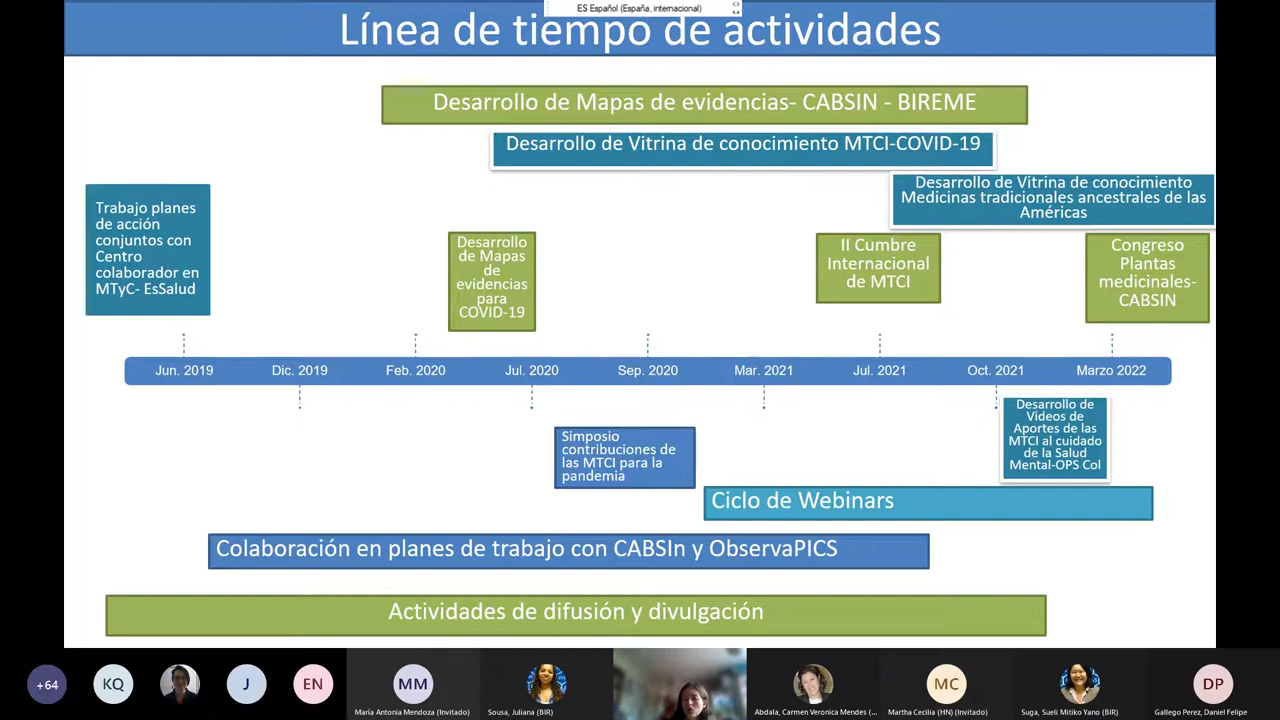 ES Español (España, internacional)
Línea de tiempo de actividades
Desarrollo de Mapas de evidencias- CABSIN - BIREME
Desarrollo de Vitrina de conocimiento MTCI-COVID-19
Desarrollo de Vitrina de conocimiento
Medicinas tradicionales ancestrales de las
Américas
Trabajo planes
de acción
conjuntos con
Centro
colaborador en
MTyC- EsSalud
Desarrollo
de Mapas
de
evidencias
para
COVID-19
II Cumbre
Internacional
de MTCI
Congreso
Plantas
medicinales-
CABSIN
Jun. 2019
Dic. 2019
Feb. 2020
Jul. 2020
Sep. 2020
Mar. 2021
Jul. 2021
Oct. 2021
Marzo 2022
Desarrollo de
Videos de
Aportes de las
MTCI al cuidado
de la Salud
Mental-OPS Col
Simposio
contribuciones de
las MTCI para la
pandemia
Ciclo de Webinars
Colaboración en planes de trabajo con CABSIn y ObservaPICS
Actividades de difusión y divulgación
+64
KQ
J
EN
MM
MC
DP
María Antonia Mendoza (Invitado)
Sousa, Juliana (BIR)
Abdala, Carmen Veronica Mendes (...
Martha Cecilia (HN) (Invitado)
Suga, Sueli Mitiko Yano (BIR)
Gallego Perez, Daniel Felipe